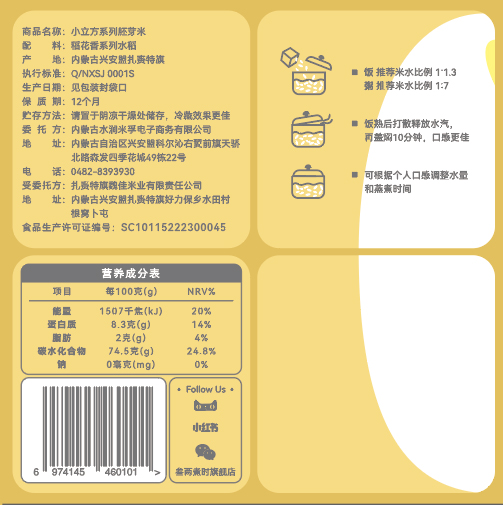 商品名称：小立方系列胚芽米
配　　料：稻花香系列水稻
产　　地：内蒙古兴安盟扎赉特旗
执行标准：Q/NXSJ 0001S
生产日期：见包装封袋口
保 质 期：12个月
贮存方法：请置于阴凉干燥处储存，冷藏效果更佳
委 托 方：内蒙古水润米孚电子商务有限公司
地　　址：内蒙古自治区兴安盟科尔沁右翼前旗天骄
北路森发四季花城49栋22号
电　　话：0482-8393930
受委托方：扎赉特旗魏佳米业有限责任公司
地　　址：内蒙古兴安盟扎赉特旗好力保乡水田村
根窝卜屯
食品生产许可证编号：SC10115222300045
■ 饭 推荐米水比例 1:1.3
粥 推荐米水比例 1:7
■ 饭熟后打散释放水汽，
再盖焖10分钟，口感更佳
■ 可根据个人口感调整水量
和蒸煮时间
营养成分表
项目 每100克(g) NRV%
能量 1507千焦(kJ) 20%
蛋白质 8.3克(g) 14%
脂肪 2克(g) 4%
碳水化合物 74.5克(g) 24.8%
钠 0毫克(mg) 0%
6 974145 460101 >
• Follow Us •
小红书
叁两煮时旗舰店